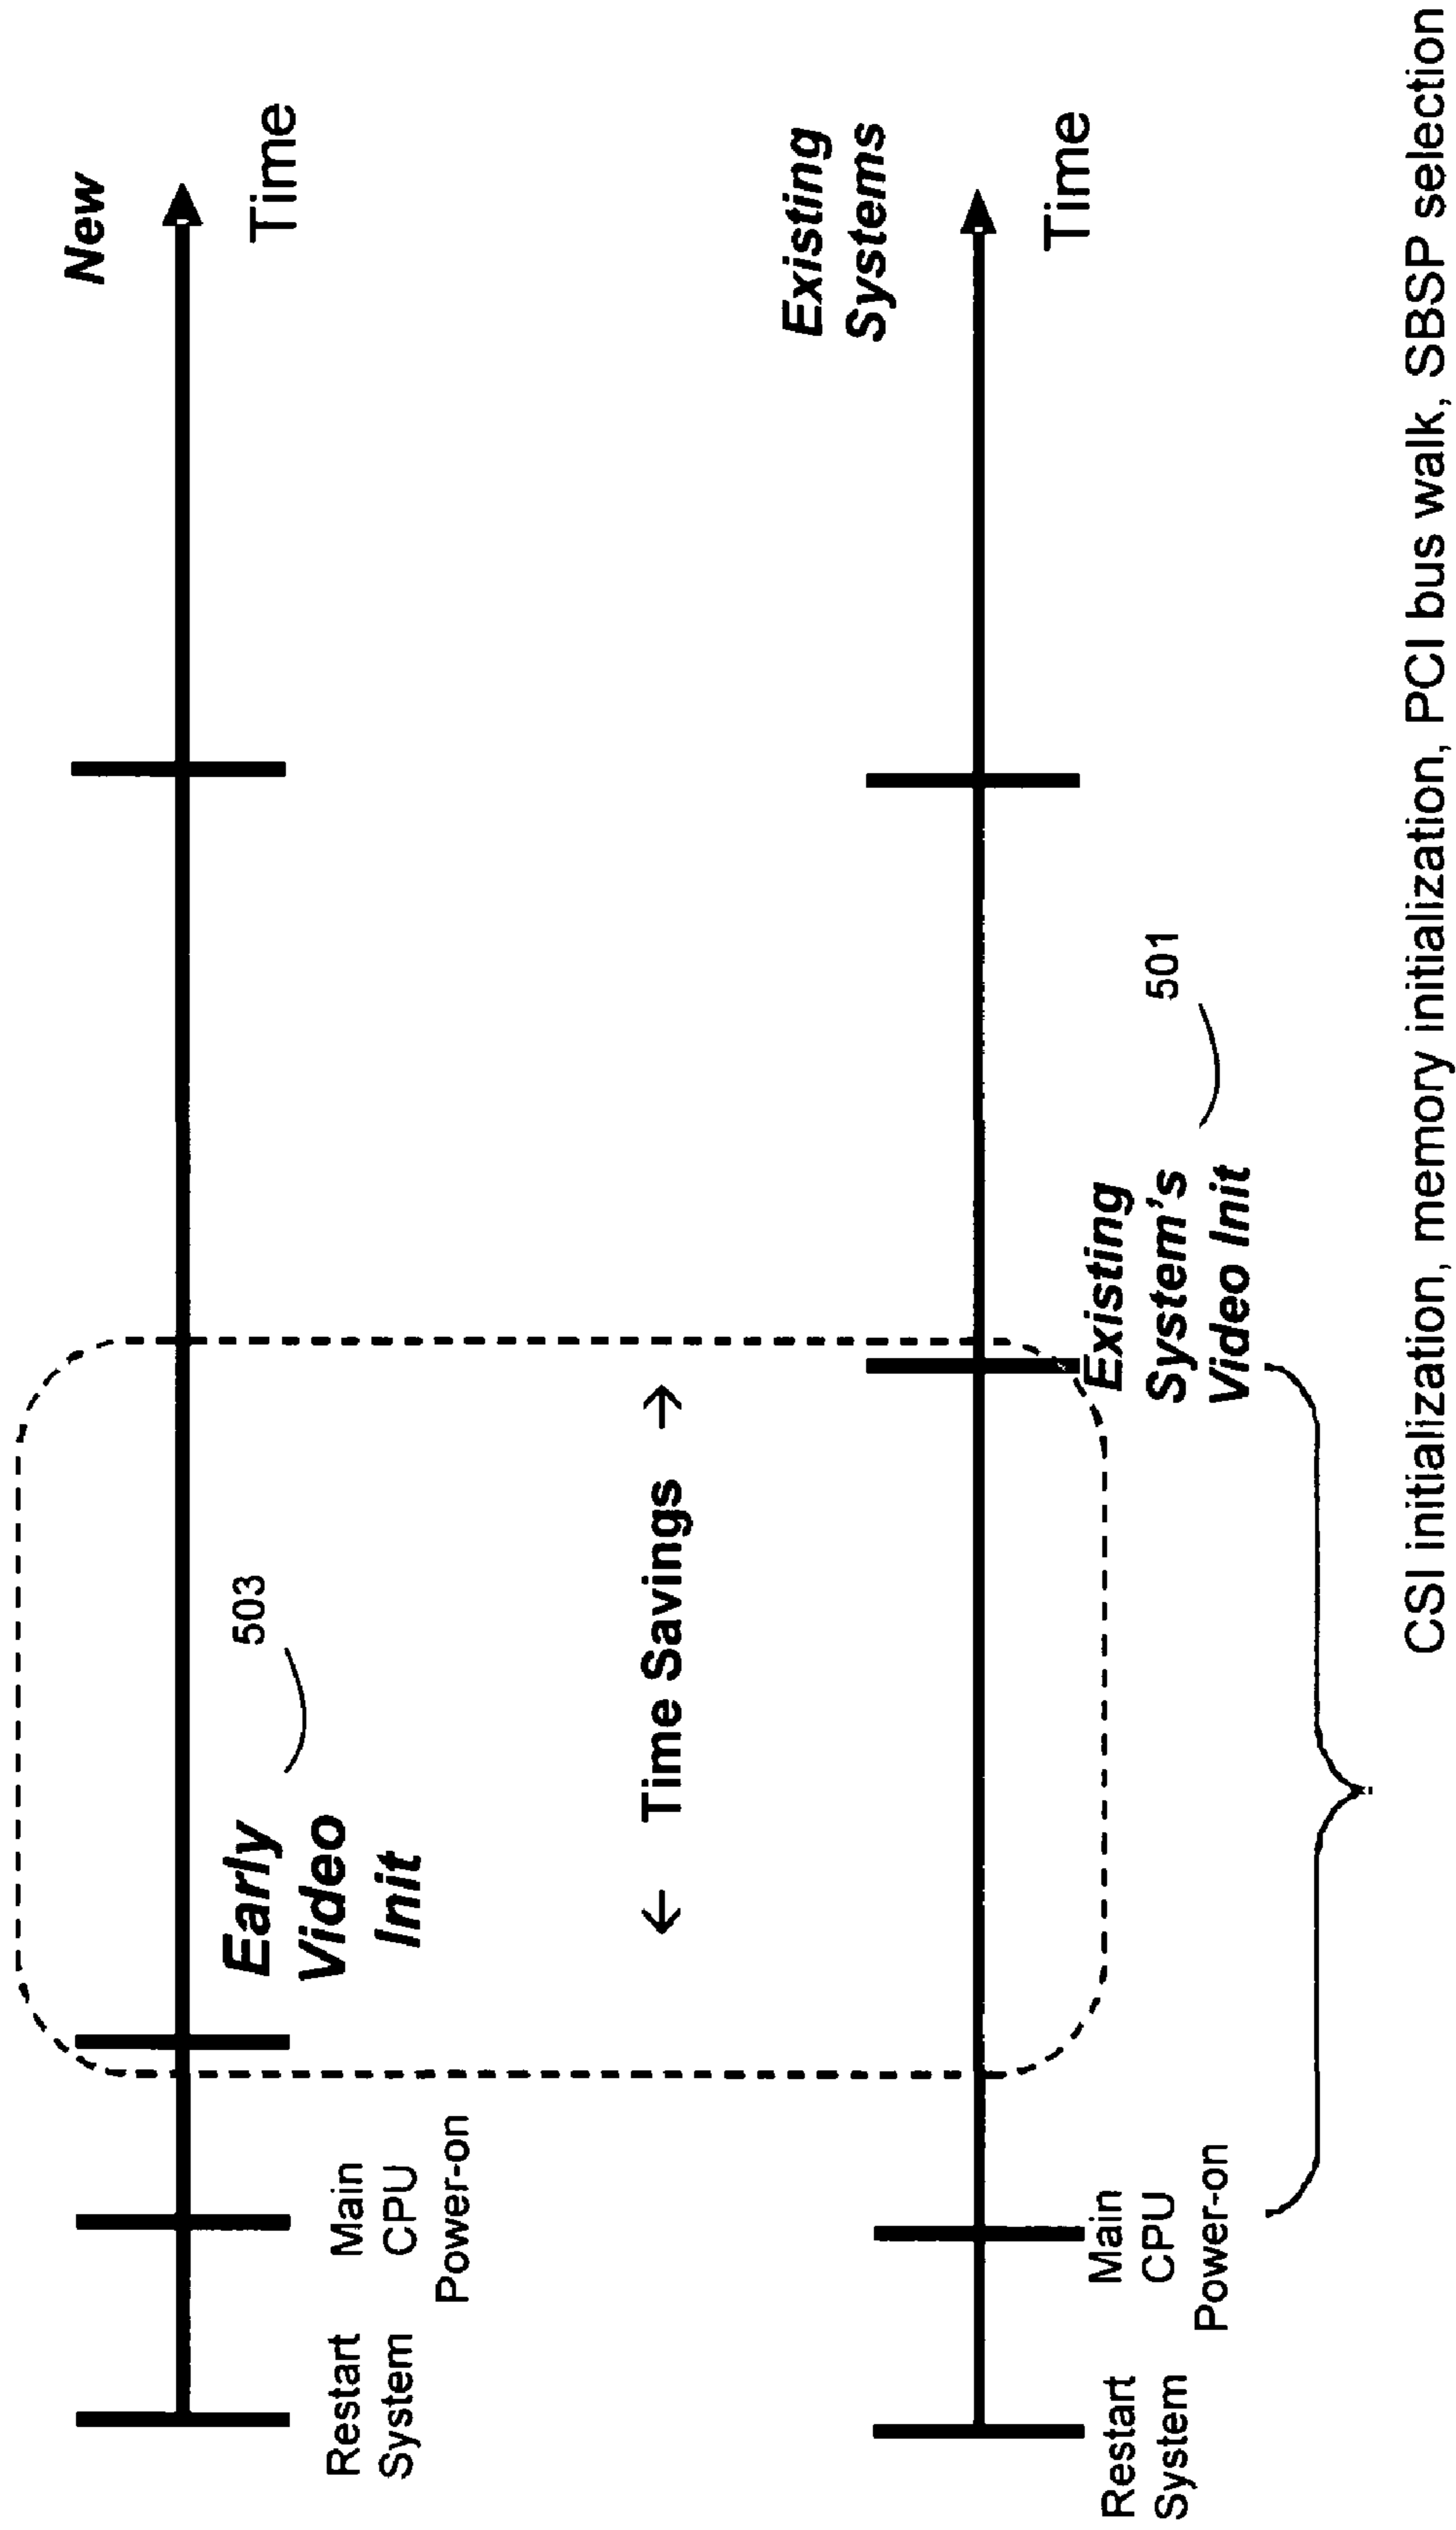 New
Time
503
Early
Video
Init
Restart
System
Main
CPU
Power-on
← Time Savings →
Existing
Systems
Time
501
Existing
System's
Video Init
Restart
System
Main
CPU
Power-on
CSI initialization, memory initialization, PCI bus walk, SBSP selection